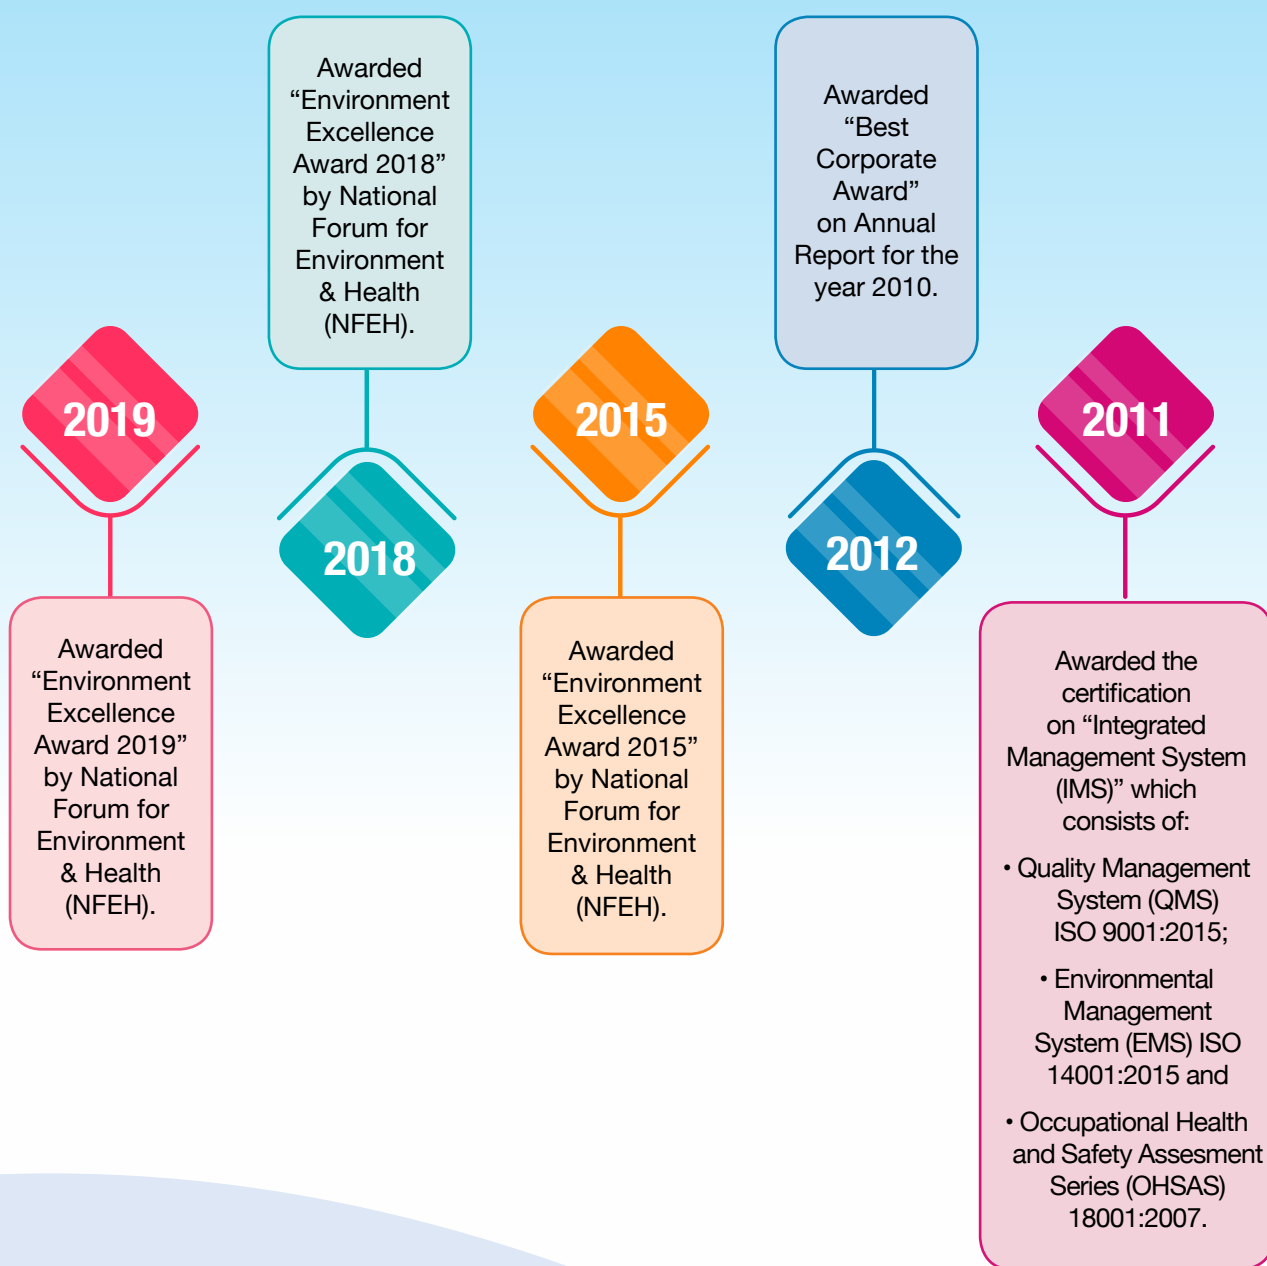 2019
Awarded
“Environment
Excellence
Award 2019”
by National
Forum for
Environment
& Health
(NFEH).
Awarded
“Environment
Excellence
Award 2018”
by National
Forum for
Environment
& Health
(NFEH).
2018
2015
Awarded
“Environment
Excellence
Award 2015”
by National
Forum for
Environment
& Health
(NFEH).
Awarded
“Best
Corporate
Award”
on Annual
Report for the
year 2010.
2012
2011
Awarded the
certification
on “Integrated
Management System
(IMS)” which
consists of:
• Quality Management
System (QMS)
ISO 9001:2015;
• Environmental
Management
System (EMS) ISO
14001:2015 and
• Occupational Health
and Safety Assesment
Series (OHSAS)
18001:2007.